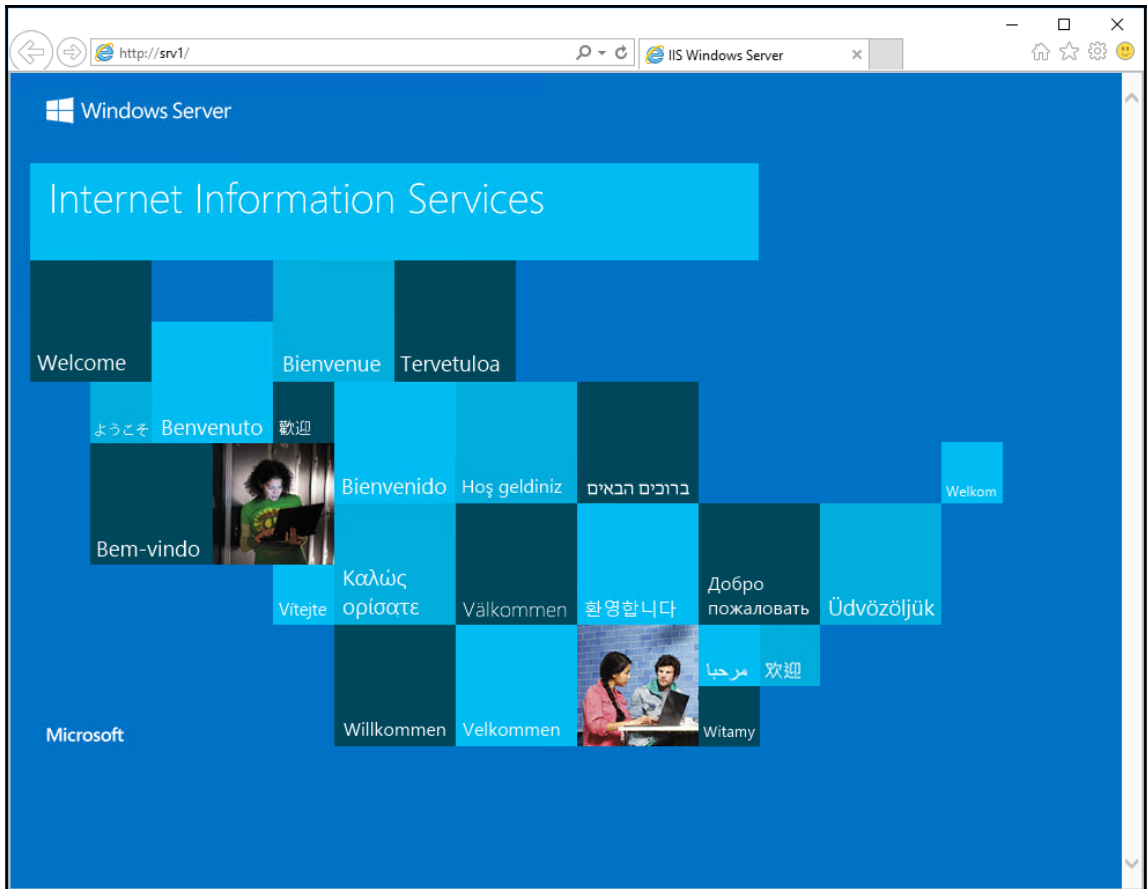 http://srv1/
IIS Windows Server
Windows Server
Internet Information Services
Welcome
Bienvenue
Tervetuloa
ようこそ
Benvenuto
歡迎
Bienvenido
Hoş geldiniz
ברוכים הבאים
Welkom
Bem-vindo
Vítejte
Καλώς
ορίσατε
Välkommen
환영합니다
Добро
пожаловать
Üdvözöljük
Willkommen
Velkommen
مرحبا
欢迎
Witamy
Microsoft